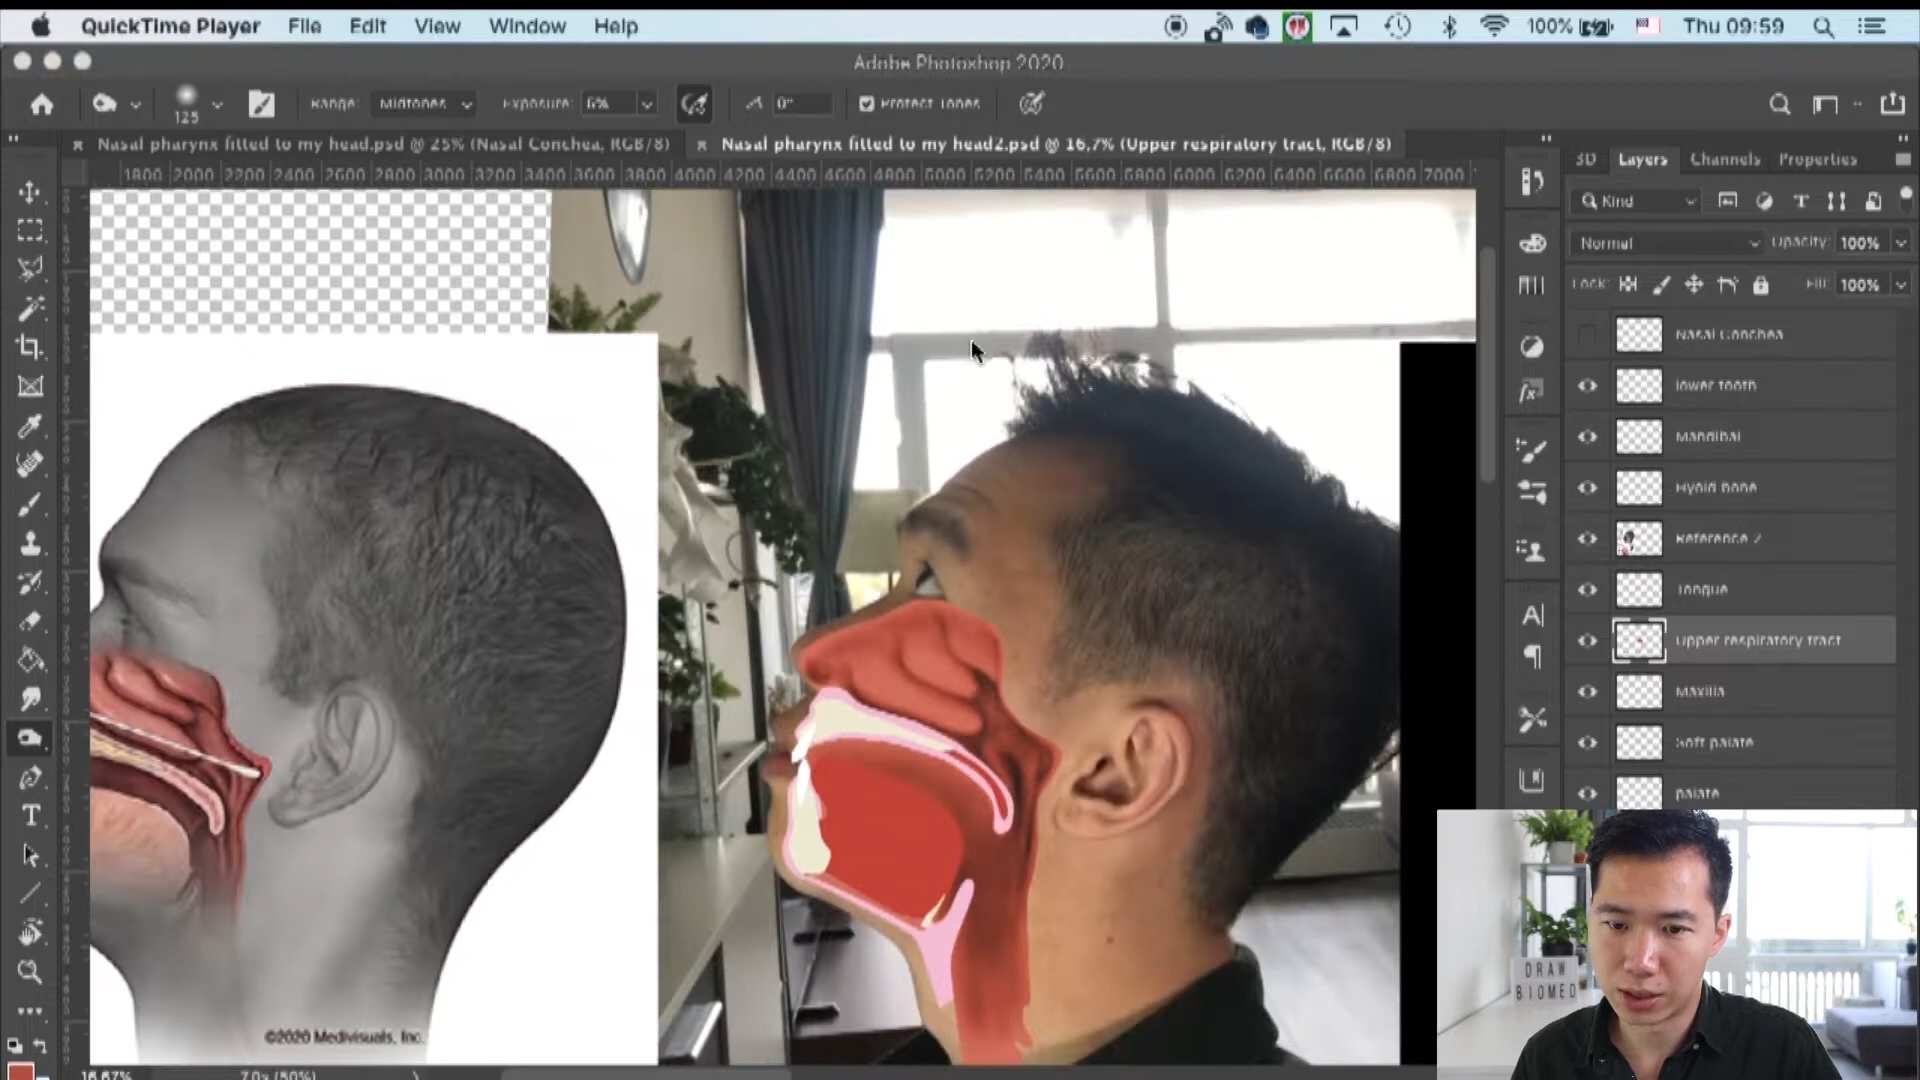 QuickTime Player File Edit View Window Help 100% Thu 09:59
Adobe Photoshop 2020
125 Range: Midtones Exposure: 6% 0° Protect Tones
Nasal pharynx fitted to my head.psd @ 25% (Nasal Conchea, RGB/8) Nasal pharynx fitted to my head2.psd @ 16,7% (Upper respiratory tract, RGB/8)
1800 2000 2200 2400 2600 2800 3000 3200 3400 3600 3800 4000 4200 4400 4600 4800 5000 5200 5400 5600 5800 6000 6200 6400 6600 6800 7000
3D Layers Channels Properties
Kind
Normal Opacity: 100%
Lock: Fill: 100%
Nasal Conchea
lower tooth
Mandibal
Hyoid bone
Reference 2
Tongue
Upper respiratory tract
Maxilla
Soft palate
palate
DRAW
BIOMED
©2020 Medivisuals, Inc.
16.67%